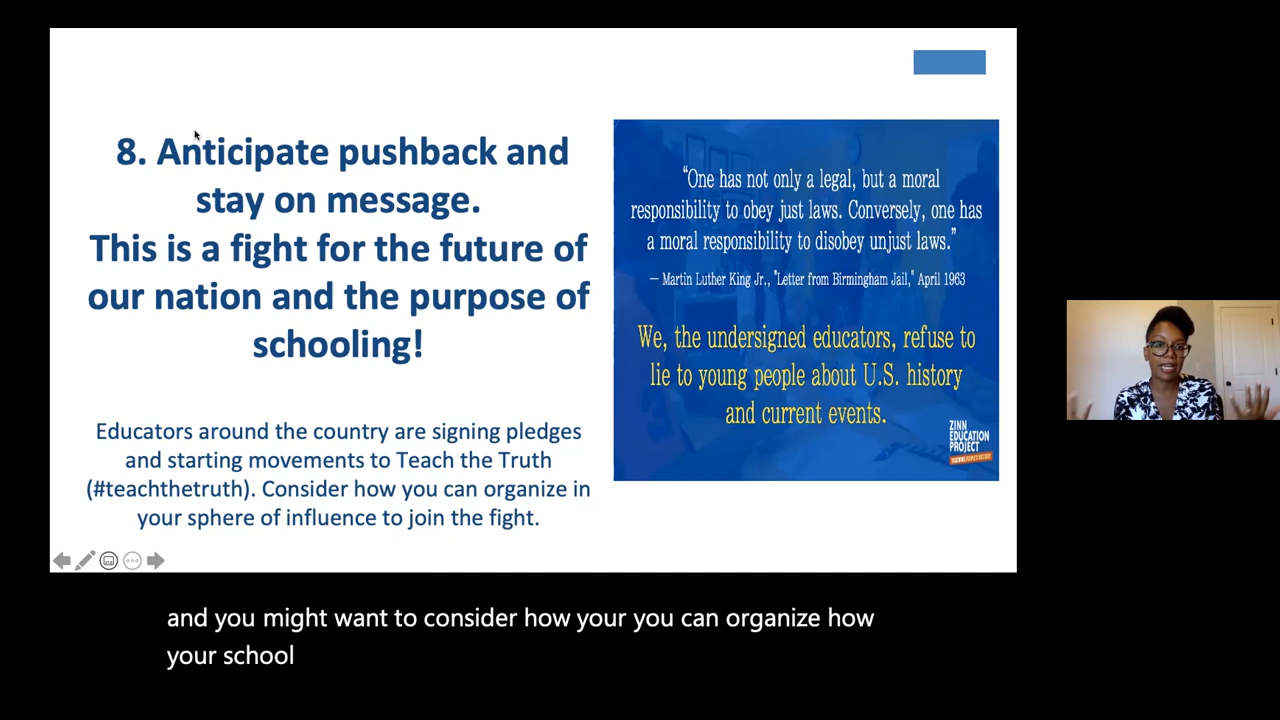 8. Anticipate pushback and
stay on message.
This is a fight for the future of
our nation and the purpose of
schooling!
Educators around the country are signing pledges
and starting movements to Teach the Truth
(#teachthetruth). Consider how you can organize in
your sphere of influence to join the fight.
“One has not only a legal, but a moral
responsibility to obey just laws. Conversely, one has
a moral responsibility to disobey unjust laws.”
— Martin Luther King Jr., "Letter from Birmingham Jail," April 1963
We, the undersigned educators, refuse to
lie to young people about U.S. history
and current events.
ZINN
EDUCATION
PROJECT
and you might want to consider how your you can organize how
your school